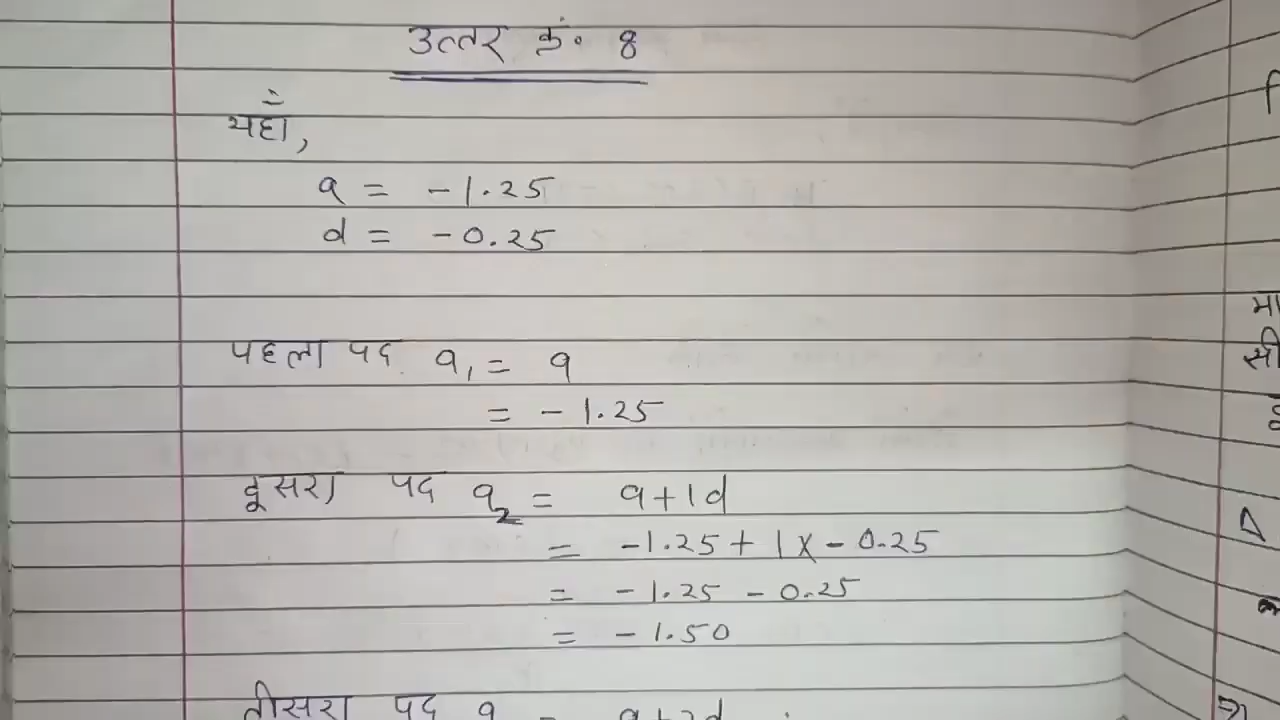 उत्तर क्रं. 8
यहाँ,
a = -1.25
d = -0.25
पहला पद a₁ = a
= -1.25
दूसरा पद a₂ = a+1d
= -1.25 + 1 x - 0.25
= -1.25 - 0.25
= -1.50
तीसरा पद a = a+2d